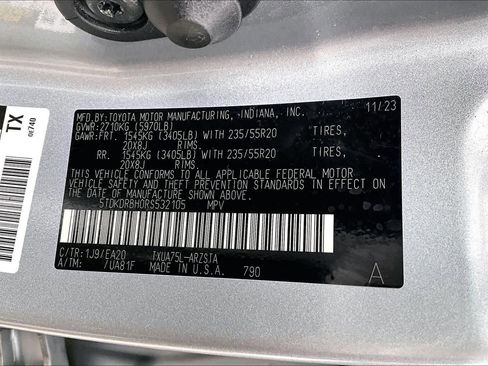 MFD.BY:TOYOTA MOTOR MANUFACTURING, INDIANA, INC. 11/23
GVWR:2710KG (5970LB)
GAWR:FRT. 1545KG (3405LB) WITH 235/55R20 TIRES,
20X8J RIMS
RR. 1545KG (3405LB) WITH 235/55R20 TIRES,
20X8J RIMS
THIS VEHICLE CONFORMS TO ALL APPLICABLE FEDERAL MOTOR
VEHICLE SAFETY AND THEFT PREVENTION STANDARDS IN EFFECT
ON THE DATE OF MANUFACTURE SHOWN ABOVE.
5TDKDRBH0RS532105 MPV
C/TR:1J9/EA20 TXUA75L-ARZSTA
A/TM: /UA81F MADE IN U.S.A. 790
A
TX
0E740